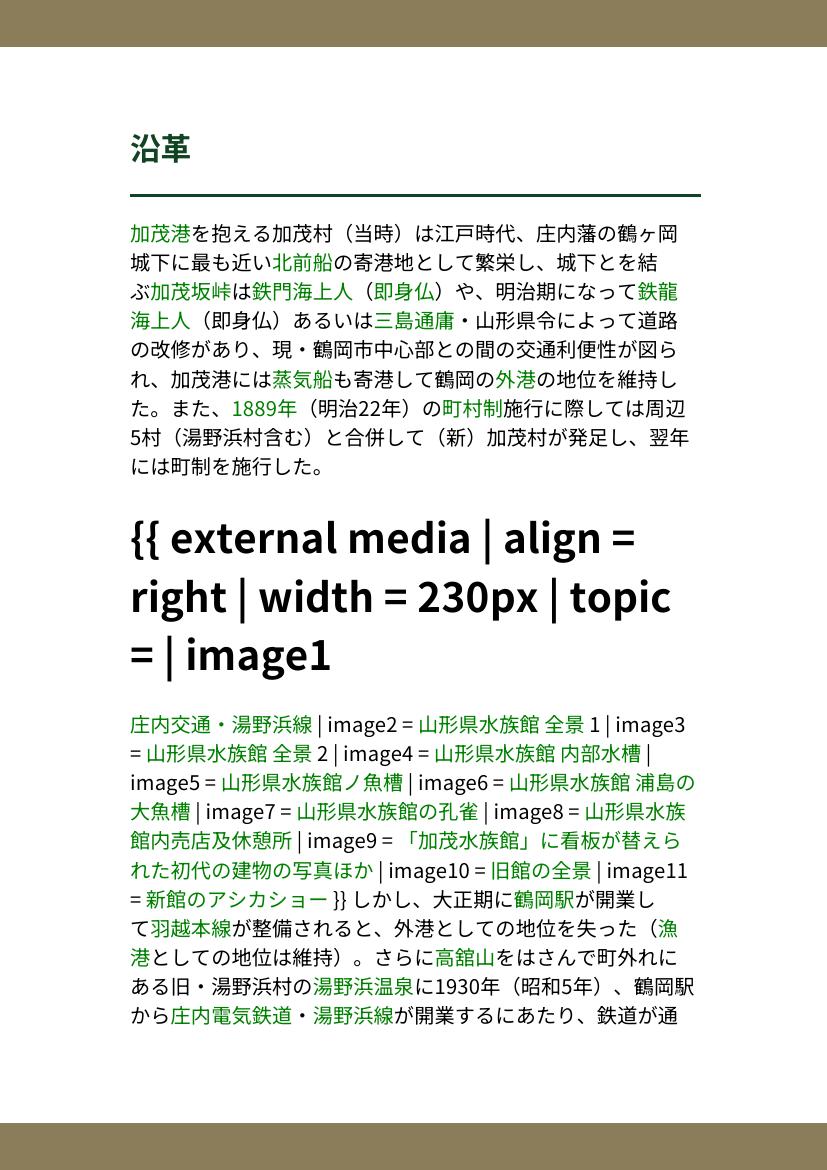 沿革
加茂港を抱える加茂村（当時）は江戸時代、庄内藩の鶴ヶ岡
城下に最も近い北前船の寄港地として繁栄し、城下とを結
ぶ加茂坂峠は鉄門海上人（即身仏）や、明治期になって鉄龍
海上人（即身仏）あるいは三島通庸・山形県令によって道路
の改修があり、現・鶴岡市中心部との間の交通利便性が図ら
れ、加茂港には蒸気船も寄港して鶴岡の外港の地位を維持し
た。また、1889年（明治22年）の町村制施行に際しては周辺
5村（湯野浜村含む）と合併して（新）加茂村が発足し、翌年
には町制を施行した。
{{ external media | align =
right | width = 230px | topic
= | image1
庄内交通・湯野浜線 | image2 = 山形県水族館 全景 1 | image3
= 山形県水族館 全景 2 | image4 = 山形県水族館 内部水槽 |
image5 = 山形県水族館ノ魚槽 | image6 = 山形県水族館 浦島の
大魚槽 | image7 = 山形県水族館の孔雀 | image8 = 山形県水族
館内売店及休憩所 | image9 = 「加茂水族館」に看板が替えら
れた初代の建物の写真ほか | image10 = 旧館の全景 | image11
= 新館のアシカショー }} しかし、大正期に鶴岡駅が開業し
て羽越本線が整備されると、外港としての地位を失った（漁
港としての地位は維持）。さらに高舘山をはさんで町外れに
ある旧・湯野浜村の湯野浜温泉に1930年（昭和5年）、鶴岡駅
から庄内電気鉄道・湯野浜線が開業するにあたり、鉄道が通